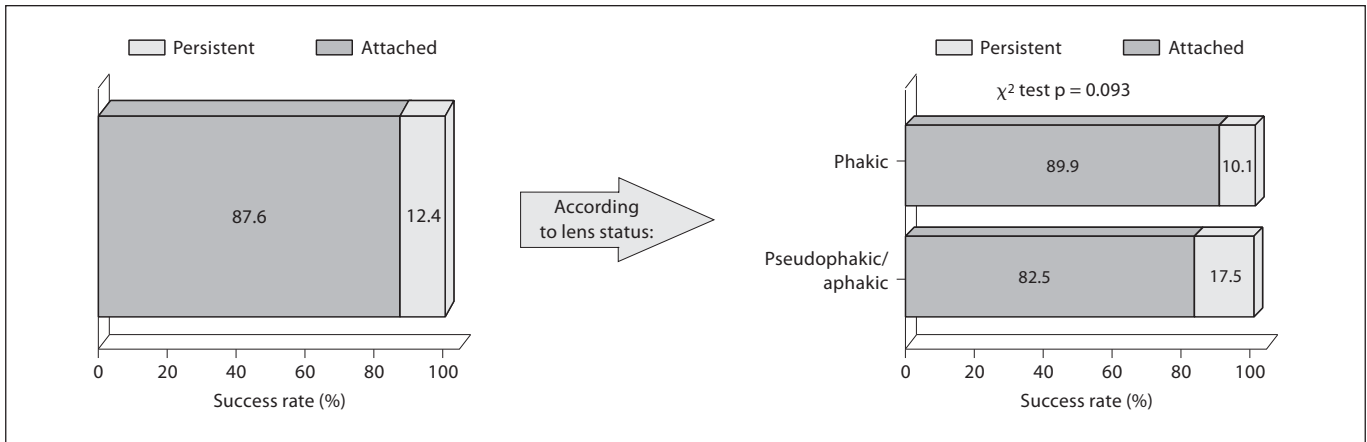 Persistent Attached
87.6 12.4
0 20 40 60 80 100
Success rate (%)
According
to lens status:
Persistent Attached
χ² test p = 0.093
Phakic 89.9 10.1
Pseudophakic/
aphakic 82.5 17.5
0 20 40 60 80 100
Success rate (%)